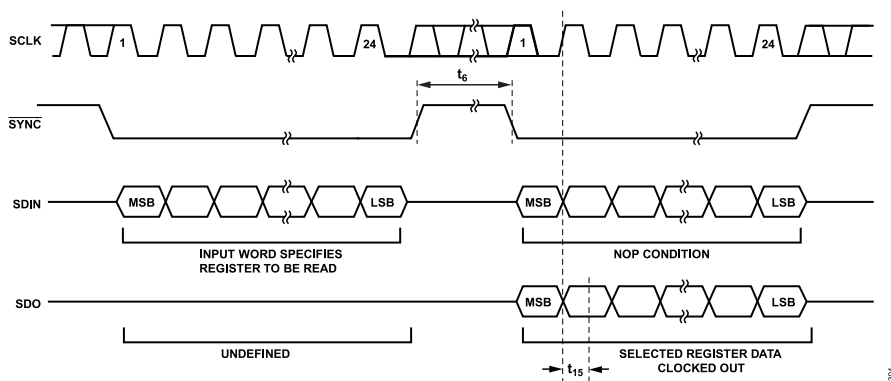 SCLK
1
24
1
24
t6
SYNC
SDIN
MSB
LSB
MSB
LSB
INPUT WORD SPECIFIES
REGISTER TO BE READ
NOP CONDITION
SDO
MSB
LSB
UNDEFINED
SELECTED REGISTER DATA
CLOCKED OUT
t15